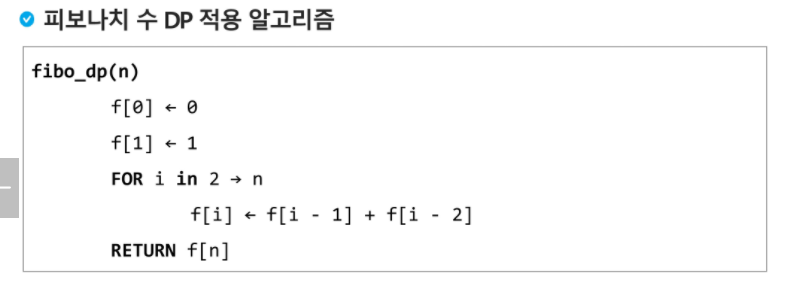 피보나치 수 DP 적용 알고리즘
fibo_dp(n)
f[0] ← 0
f[1] ← 1
FOR i in 2 → n
f[i] ← f[i - 1] + f[i - 2]
RETURN f[n]